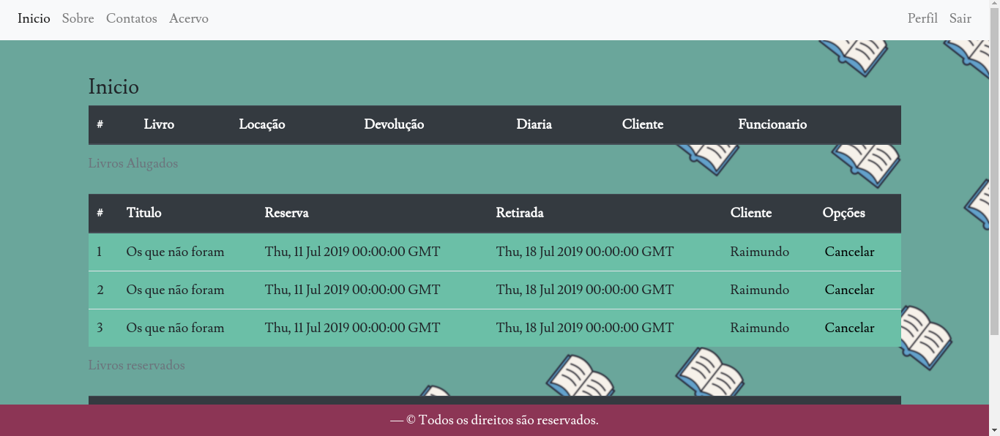 Inicio Sobre Contatos Acervo Perfil Sair
Inicio
# Livro Locação Devolução Diaria Cliente Funcionario
Livros Alugados
# Titulo Reserva Retirada Cliente Opções
1 Os que não foram Thu, 11 Jul 2019 00:00:00 GMT Thu, 18 Jul 2019 00:00:00 GMT Raimundo Cancelar
2 Os que não foram Thu, 11 Jul 2019 00:00:00 GMT Thu, 18 Jul 2019 00:00:00 GMT Raimundo Cancelar
3 Os que não foram Thu, 11 Jul 2019 00:00:00 GMT Thu, 18 Jul 2019 00:00:00 GMT Raimundo Cancelar
Livros reservados
— © Todos os direitos são reservados.